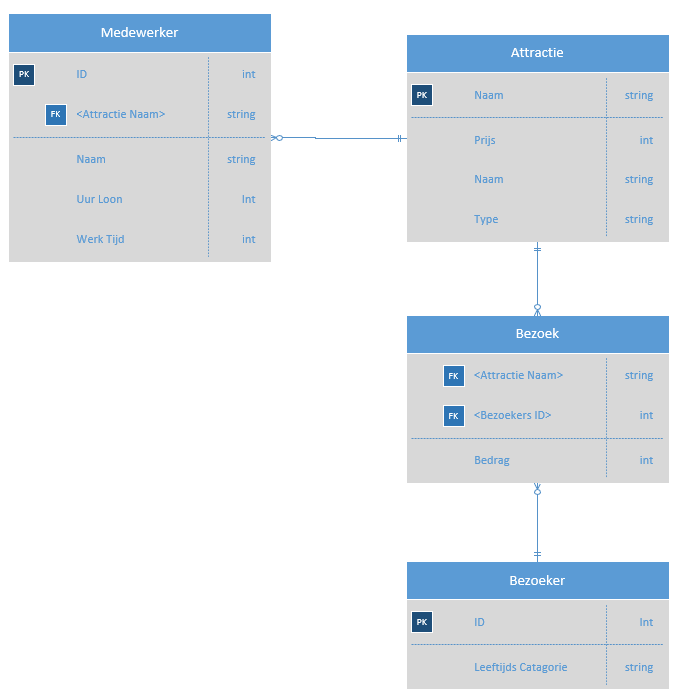 Medewerker
PK ID int
FK <Attractie Naam> string
Naam string
Uur Loon Int
Werk Tijd int
Attractie
PK Naam string
Prijs int
Naam string
Type string
Bezoek
FK <Attractie Naam> string
FK <Bezoekers ID> int
Bedrag int
Bezoeker
PK ID Int
Leeftijds Catagorie string